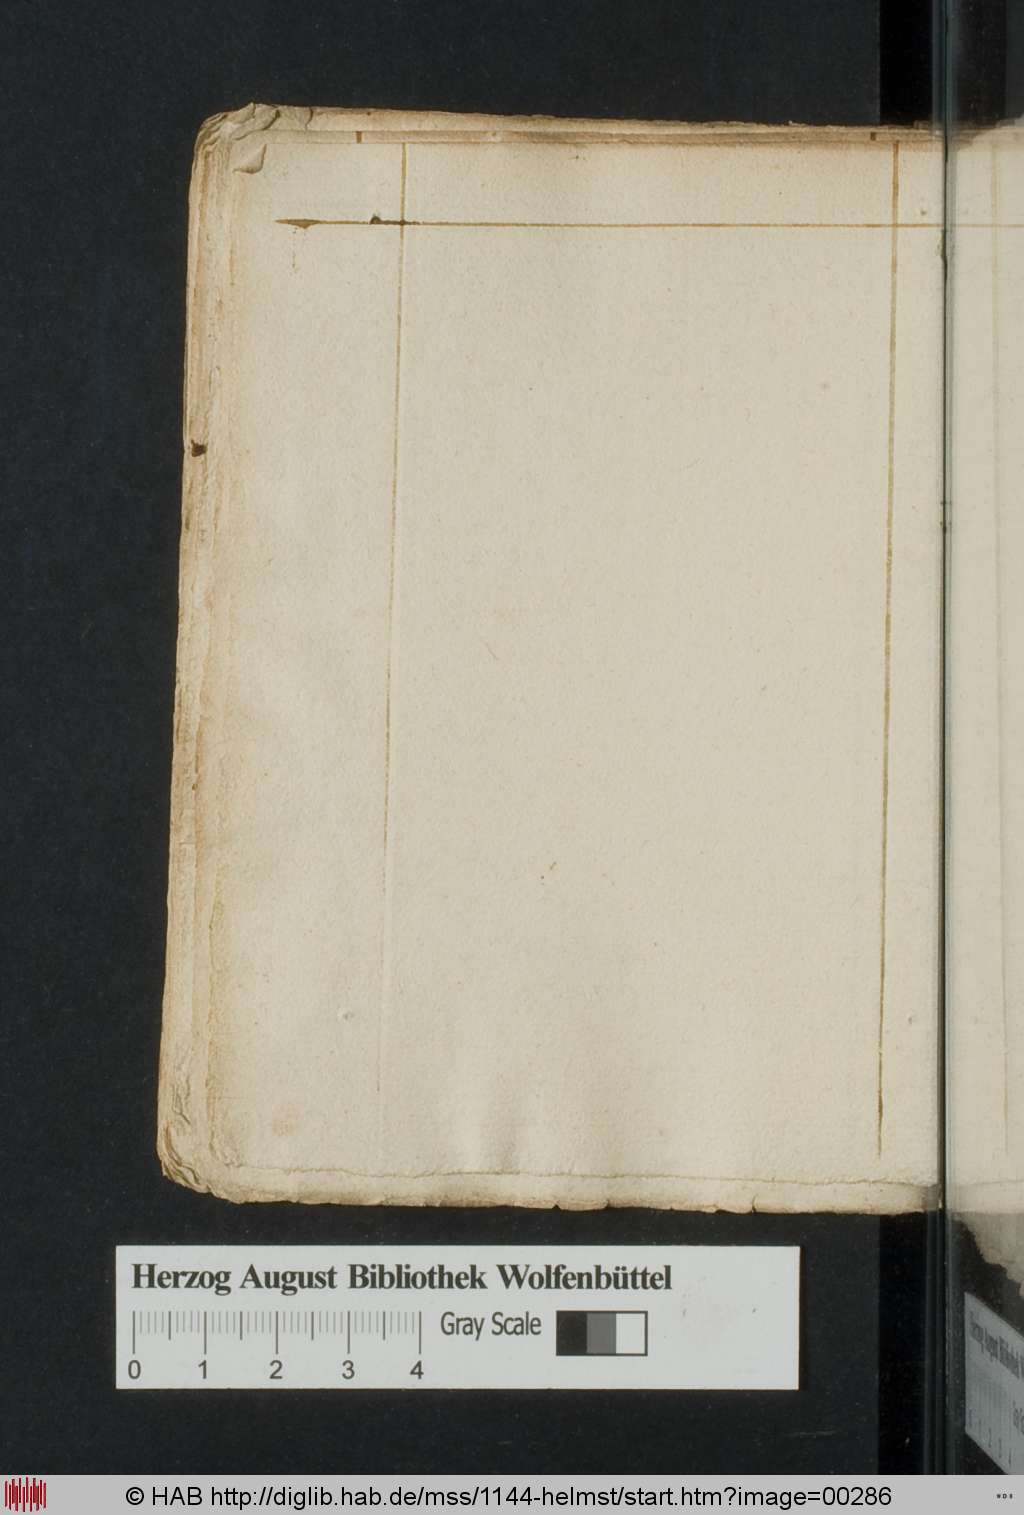 Herzog August Bibliothek Wolfenbüttel
Gray Scale
0 1 2 3 4
© HAB http://diglib.hab.de/mss/1144-helmst/start.htm?image=00286